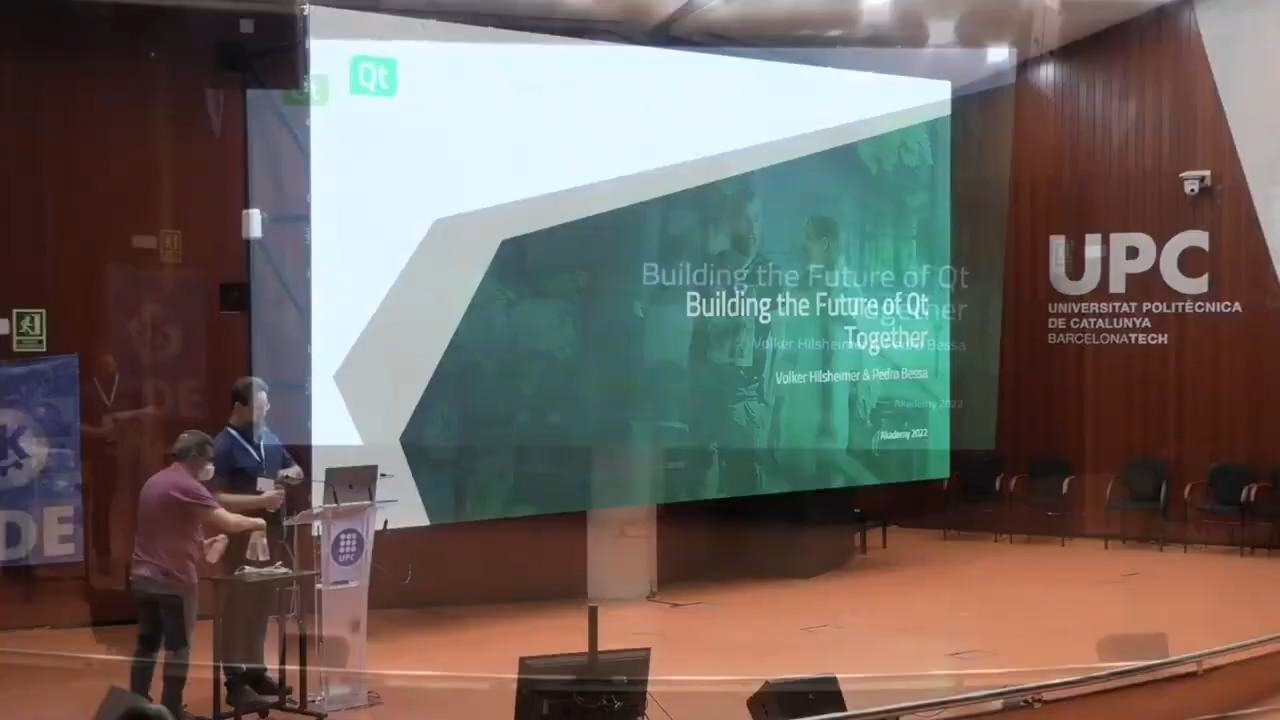 Qt
Building the Future of Qt
Together
Volker Hilsheimer & Pedro Bessa
Akademy 2022
UPC
UNIVERSITAT POLITÈCNICA
DE CATALUNYA
BARCELONATECH
K
DE
UPC